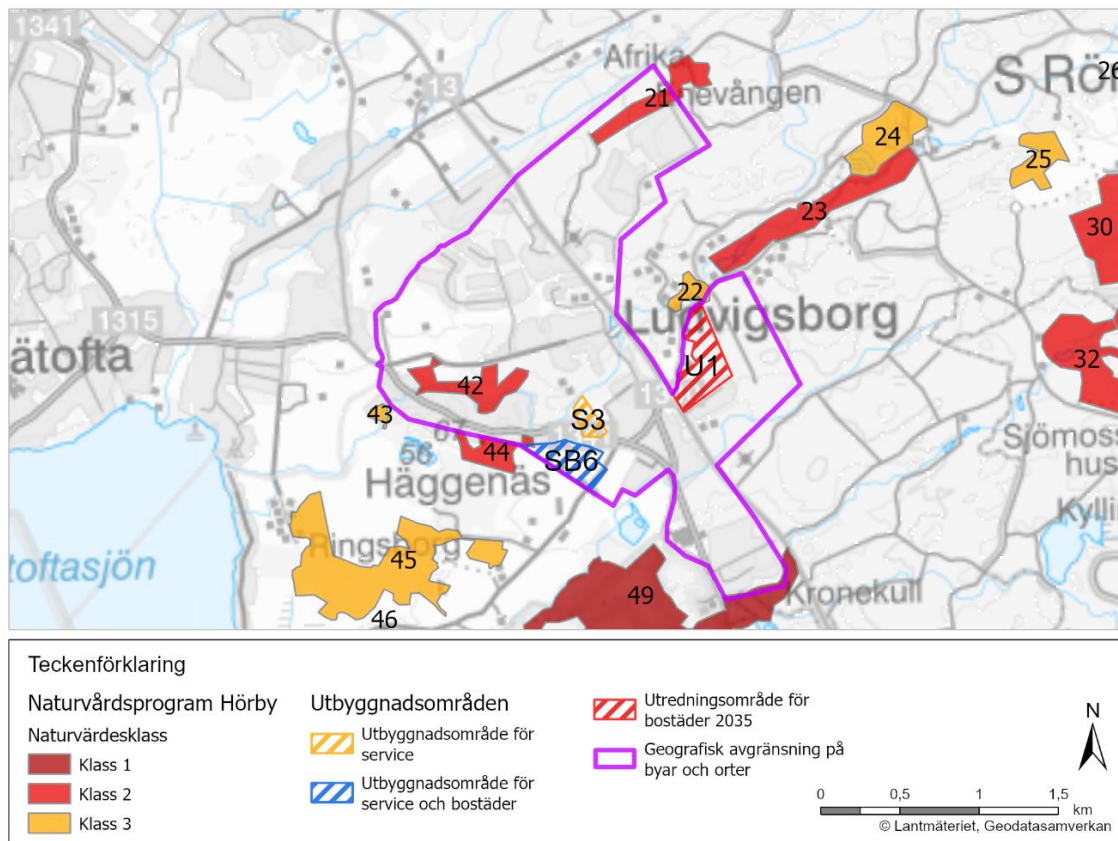 1341
13
Afrika
21
nevången
S Rör
26
24
25
23
30
22
Ludvigsborg
1315
ätofta
U1
32
42
13
43
S3
Sjömoss
hus
44
SB6
56
Häggenäs
Kylli
Ringsborg
45
toftasjön
49
Kronekull
46
Teckenförklaring
Naturvårdsprogram Hörby
Naturvärdesklass
Klass 1
Klass 2
Klass 3
Utbyggnadsområden
Utbyggnadsområde för
service
Utbyggnadsområde för
service och bostäder
Utredningsområde för
bostäder 2035
Geografisk avgränsning på
byar och orter
N
0 0,5 1 1,5
km
© Lantmäteriet, Geodatasamverkan